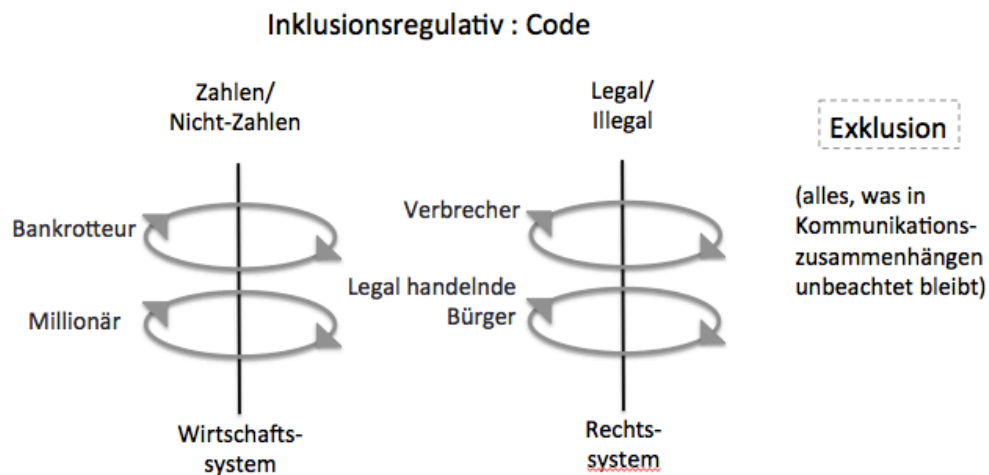 Inklusionsregulativ : Code
Zahlen/
Nicht-Zahlen
Bankrotteur
Millionär
Wirtschafts-
system
Legal/
Illegal
Verbrecher
Legal handelnde
Bürger
Rechts-
system
Exklusion
(alles, was in
Kommunikations-
zusammenhängen
unbeachtet bleibt)